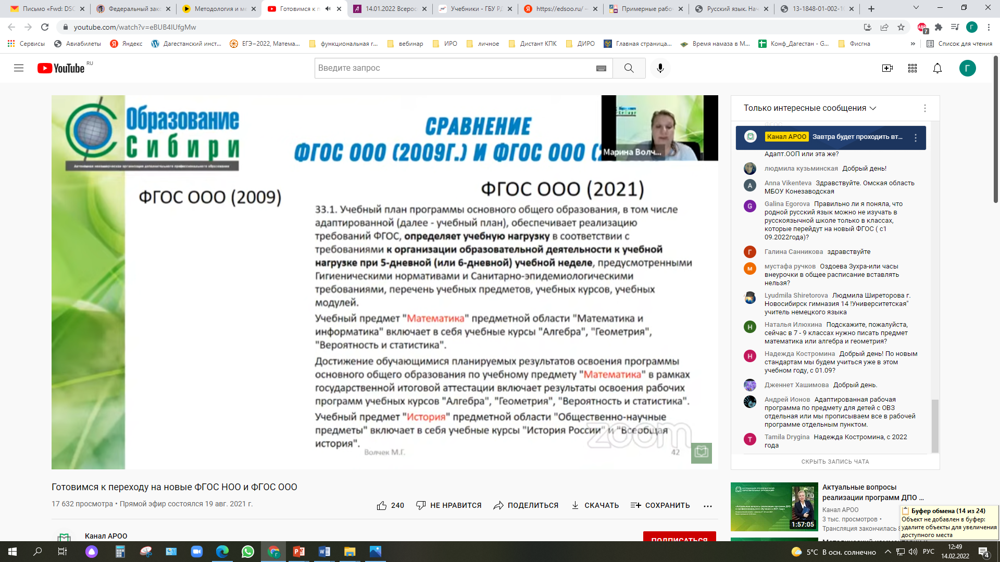 Письмо «Fwd: DSC
Федеральный зако
Методология и ме
Готовимся к п
14.01.2022 Всерос
Учебники - ГБУ РД
https://edsoo.ru/ –
Примерные рабоч
Русский язык. Нач
13-1848-01-002-10
youtube.com/watch?v=eBUB4IUfgMw
ABP
7
Г
Сервисы
Авиабилеты
Яндекс
Дагестанский инст...
ЕГЭ–2022, Матема...
функциональная г...
вебинар
ИРО
личное
Дистант КПК
ДИРО
Главная страница...
Время намаза в М...
Конф_Дагестан - G...
Фисгна
»
Список для чтения
YouTube RU
Введите запрос
Г
Образование
Сибири
Автономная некоммерческая организация дополнительного профессионального образования
СРАВНЕНИЕ
ФГОС ООО (2009Г.) И ФГОС ООО (
Марина Волч...
ФГОС ООО (2009)
ФГОС ООО (2021)
33.1. Учебный план программы основного общего образования, в том числе
адаптированной (далее - учебный план), обеспечивает реализацию
требований ФГОС, определяет учебную нагрузку в соответствии с
требованиями к организации образовательной деятельности к учебной
нагрузке при 5-дневной (или 6-дневной) учебной неделе, предусмотренными
Гигиеническими нормативами и Санитарно-эпидемиологическими
требованиями, перечень учебных предметов, учебных курсов, учебных
модулей.
Учебный предмет "Математика" предметной области "Математика и
информатика" включает в себя учебные курсы "Алгебра", "Геометрия",
"Вероятность и статистика".
Достижение обучающимися планируемых результатов освоения программы
основного общего образования по учебному предмету "Математика" в рамках
государственной итоговой аттестации включает результаты освоения рабочих
программ учебных курсов "Алгебра", "Геометрия", "Вероятность и статистика".
Учебный предмет "История" предметной области "Общественно-научные
предметы" включает в себя учебные курсы "История России" и "Всеобщая
история".
zoom
Волчек М.Г.
42
Только интересные сообщения
ФГОС
Канал АРОО Завтра будет проходить вт...
Адапт.ООП или эта же?
людмила кузьминская Добрый день!
A
Anna Vikenteva Здравствуйте. Омская область
МБОУ Конезаводская
G
Galina Egorova Правильно ли я поняла, что
родной русский язык можно не изучать в
русскоязычной школе только в классах,
которые перейдут на новый ФГОС ( с1
09.2022года)?
Г
Галина Санникова здравствуйте
м
мустафа ручков Оздоева Зухра-или часы
внеурочки в общее расписание вставлять
нельзя?
Lyudmila Shiretorova Людмила Ширеторова г.
Новосибирск гимназия 14 !Университетская"
учитель немецкого языка
Н
Наталья Илюхина Подскажите, пожалуйста,
сейчас в 7 - 9 классах нужно писать предмет
математика или алгебра и геометрия?
Н
Надежда Костромина Добрый день! По новым
стандартам мы будем учиться уже в этом
учебном году, с 01.09?
Дженнет Хашимова Добрый день.
Андрей Ионов Адаптированная рабочая
программа по предмету для детей с ОВЗ
отдельная или мы прописываем все в рабочей
программе отдельным пунктом.
T
Tamila Drygina Надежда Костромина, с 2022
года
СКРЫТЬ ЗАПИСЬ ЧАТА
Готовимся к переходу на новые ФГОС НОО и ФГОС ООО
17 632 просмотра • Прямой эфир состоялся 19 авг. 2021 г.
240
НЕ НРАВИТСЯ
ПОДЕЛИТЬСЯ
СКАЧАТЬ
СОХРАНИТЬ
Канал АРОО
ПОДПИСАТЬСЯ
1:57:05
Актуальные вопросы
реализации программ ДПО ...
Канал АРОО
3 тыс. просмотров •
Трансляция закончилась
Буфер обмена (14 из 24)
Объект не добавлен в буфер:
удалите объекты для увеличения
доступного места
5°C В осн. солнечно
РУС
12:49
14.02.2022
4